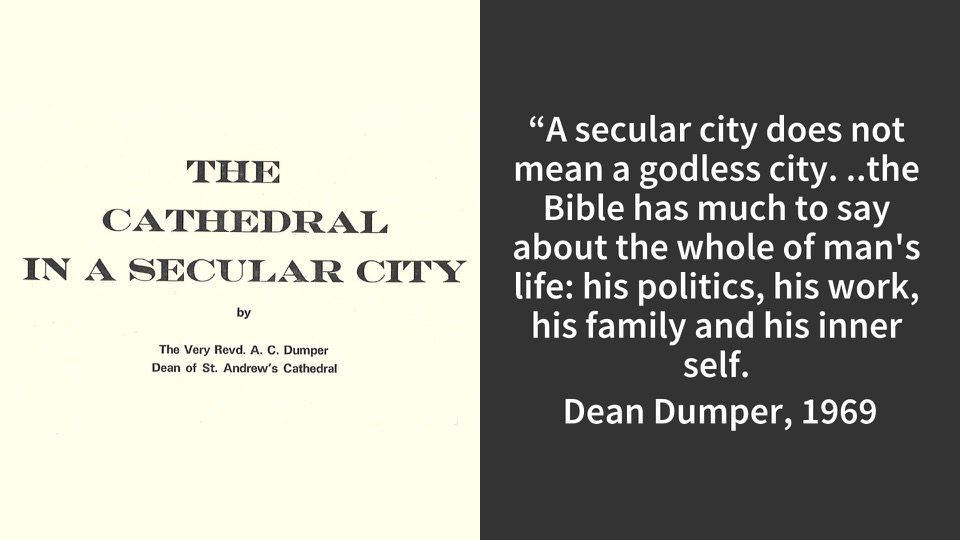 THE
CATHEDRAL
IN A SECULAR CITY
by
The Very Revd. A. C. Dumper
Dean of St. Andrew's Cathedral
“A secular city does not
mean a godless city. ..the
Bible has much to say
about the whole of man's
life: his politics, his work,
his family and his inner
self.
Dean Dumper, 1969